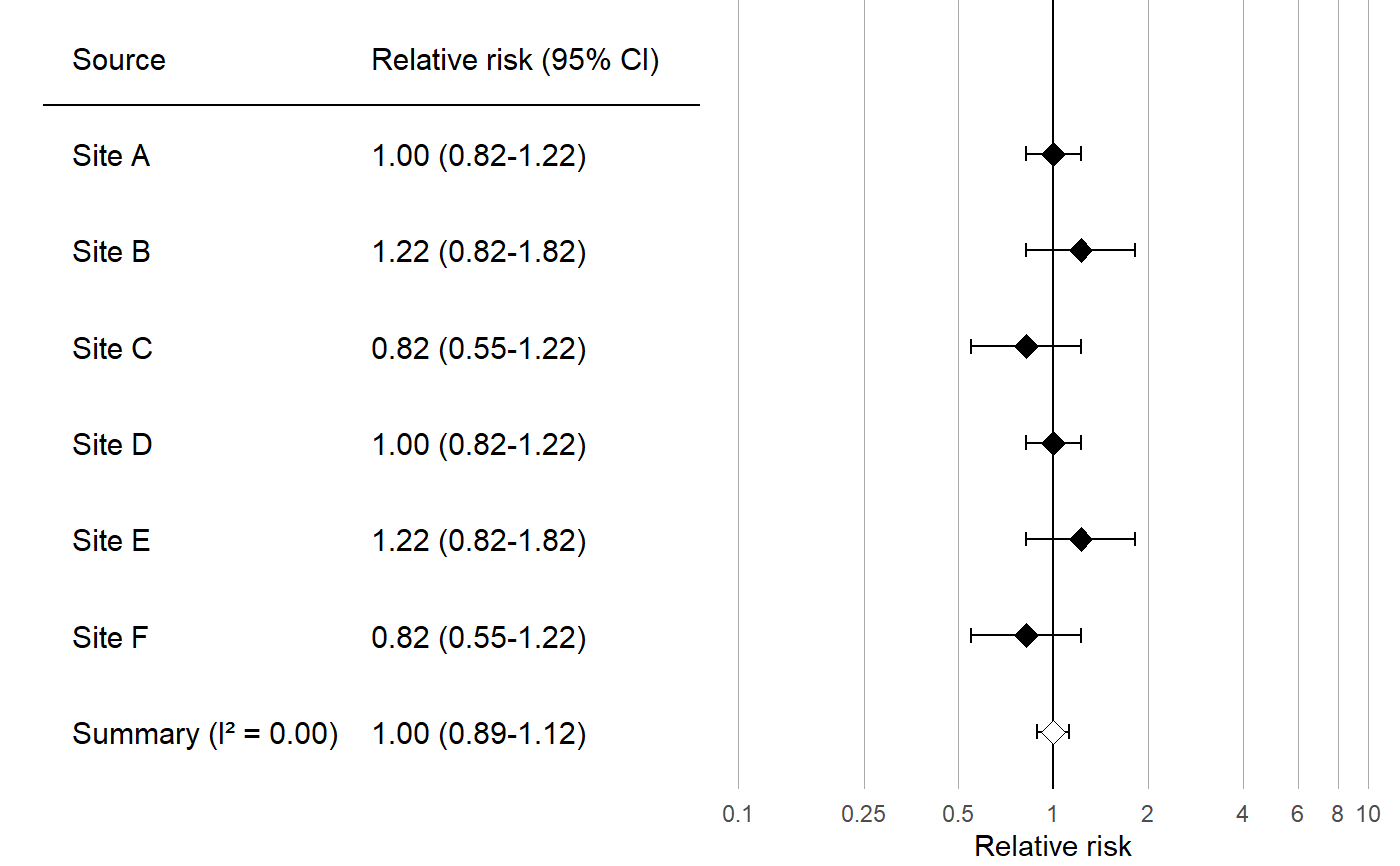 Source Relative risk (95% CI)
Site A 1.00 (0.82-1.22)
Site B 1.22 (0.82-1.82)
Site C 0.82 (0.55-1.22)
Site D 1.00 (0.82-1.22)
Site E 1.22 (0.82-1.82)
Site F 0.82 (0.55-1.22)
Summary (I² = 0.00) 1.00 (0.89-1.12)
0.1 0.25 0.5 1 2 4 6 8 10
Relative risk